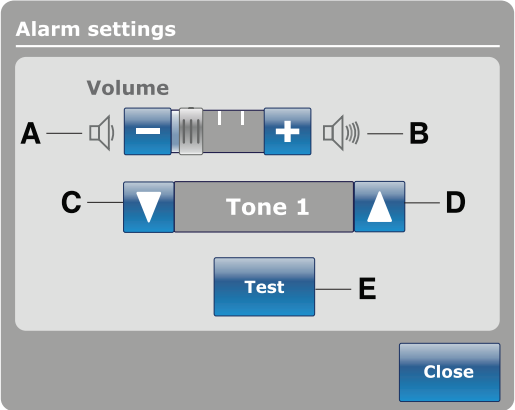 Alarm settings
Volume
A
B
C
Tone 1
D
Test
E
Close